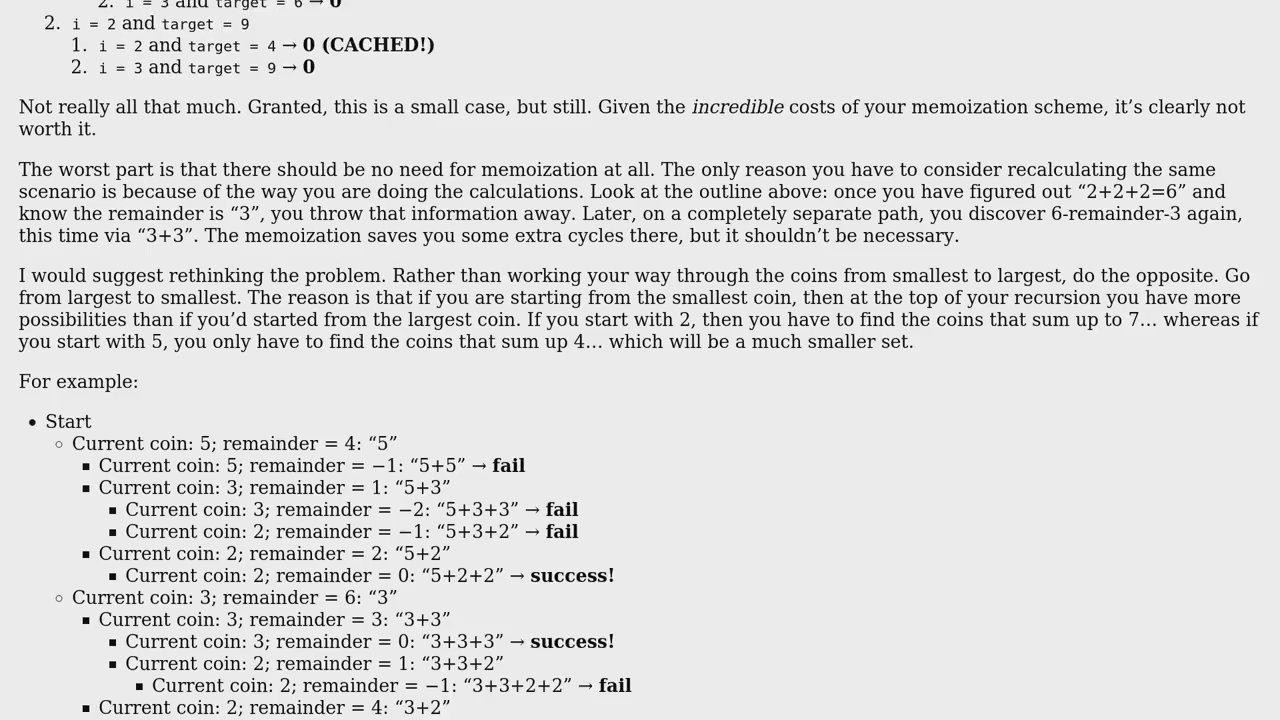 2. i = 3 and target = 6 → 0
2. i = 2 and target = 9
1. i = 2 and target = 4 → 0 (CACHED!)
2. i = 3 and target = 9 → 0
Not really all that much. Granted, this is a small case, but still. Given the incredible costs of your memoization scheme, it’s clearly not
worth it.
The worst part is that there should be no need for memoization at all. The only reason you have to consider recalculating the same
scenario is because of the way you are doing the calculations. Look at the outline above: once you have figured out “2+2+2=6” and
know the remainder is “3”, you throw that information away. Later, on a completely separate path, you discover 6-remainder-3 again,
this time via “3+3”. The memoization saves you some extra cycles there, but it shouldn’t be necessary.
I would suggest rethinking the problem. Rather than working your way through the coins from smallest to largest, do the opposite. Go
from largest to smallest. The reason is that if you are starting from the smallest coin, then at the top of your recursion you have more
possibilities than if you’d started from the largest coin. If you start with 2, then you have to find the coins that sum up to 7… whereas if
you start with 5, you only have to find the coins that sum up 4… which will be a much smaller set.
For example:
• Start
◦ Current coin: 5; remainder = 4: “5”
▪ Current coin: 5; remainder = −1: “5+5” → fail
▪ Current coin: 3; remainder = 1: “5+3”
▪ Current coin: 3; remainder = −2: “5+3+3” → fail
▪ Current coin: 2; remainder = −1: “5+3+2” → fail
▪ Current coin: 2; remainder = 2: “5+2”
▪ Current coin: 2; remainder = 0: “5+2+2” → success!
◦ Current coin: 3; remainder = 6: “3”
▪ Current coin: 3; remainder = 3: “3+3”
▪ Current coin: 3; remainder = 0: “3+3+3” → success!
▪ Current coin: 2; remainder = 1: “3+3+2”
▪ Current coin: 2; remainder = −1: “3+3+2+2” → fail
▪ Current coin: 2; remainder = 4: “3+2”